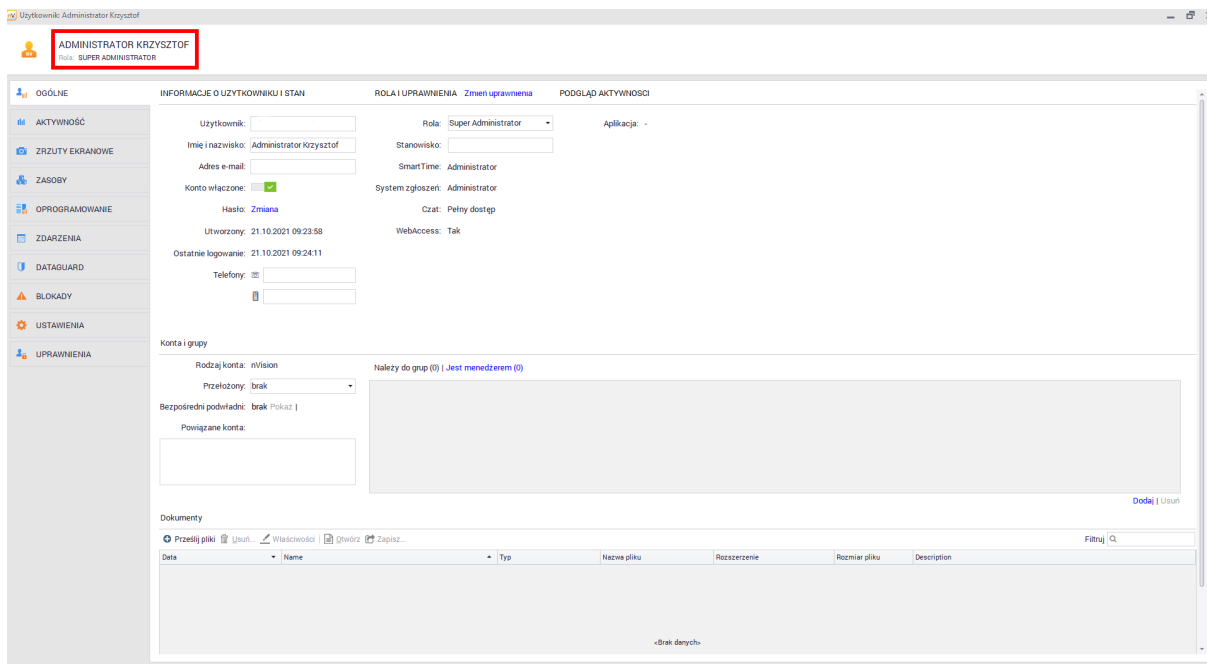 Użytkownik: Administrator Krzysztof
ADMINISTRATOR KRZYSZTOF
Rola: SUPER ADMINISTRATOR
OGÓLNE
AKTYWNOŚĆ
ZRZUTY EKRANOWE
ZASOBY
OPROGRAMOWANIE
ZDARZENIA
DATAGUARD
BLOKADY
USTAWIENIA
UPRAWNIENIA
INFORMACJE O UŻYTKOWNIKU I STAN
Użytkownik:
Imię i nazwisko: Administrator Krzysztof
Adres e-mail:
Konto włączone:
Hasło: Zmiana
Utworzony: 21.10.2021 09:23:58
Ostatnie logowanie: 21.10.2021 09:24:11
Telefony:
ROLA I UPRAWNIENIA Zmień uprawnienia
Rola: Super Administrator
Stanowisko:
SmartTime: Administrator
System zgłoszeń: Administrator
Czat: Pełny dostęp
WebAccess: Tak
PODGLĄD AKTYWNOŚCI
Aplikacja: -
Konta i grupy
Rodzaj konta: nVision
Przełożony: brak
Bezpośredni podwładni: brak Pokaż |
Powiązane konta:
Należy do grup (0) | Jest menedżerem (0)
Dodaj | Usuń
Dokumenty
Prześlij pliki Usuń... Właściwości | Otwórz Zapisz...
Filtruj
Data Name Typ Nazwa pliku Rozszerzenie Rozmiar pliku Description
<Brak danych>